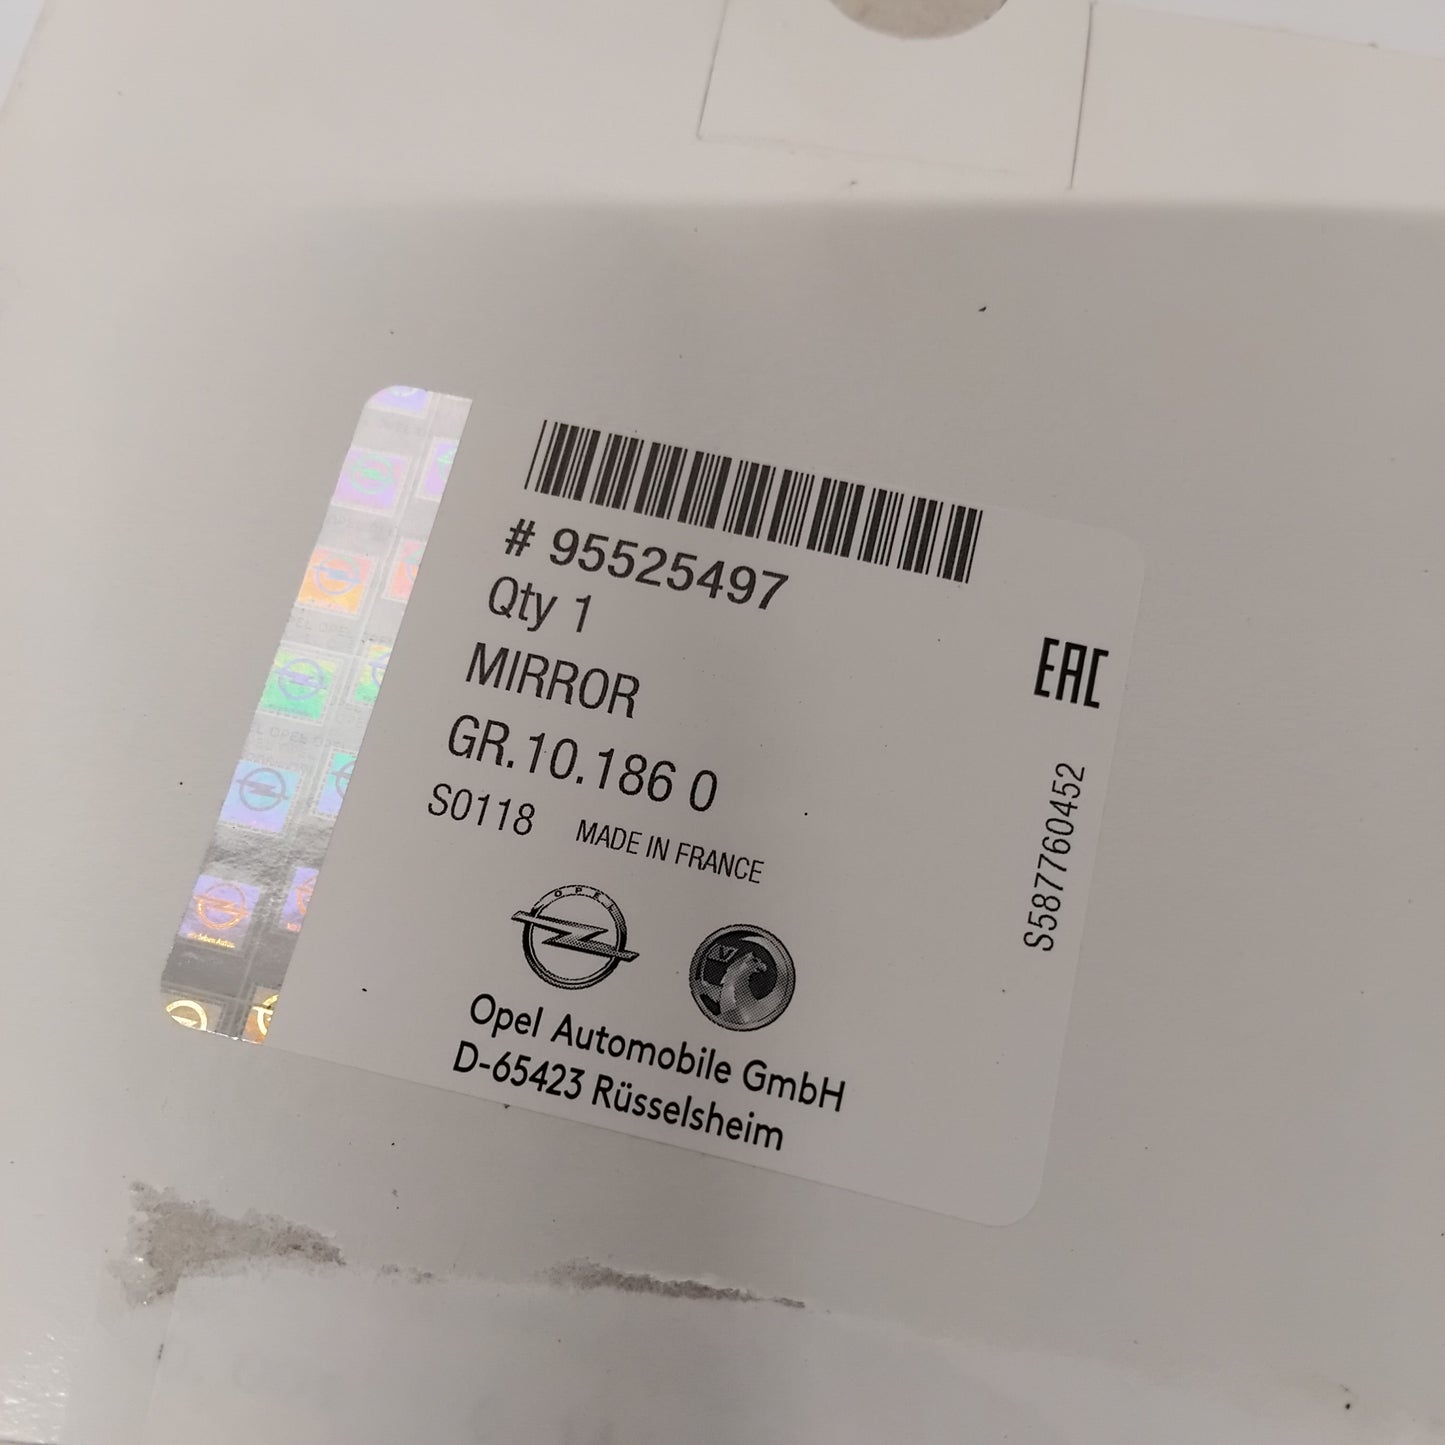 # 95525497
Qty 1
MIRROR
GR.10.186 0
S0118 MADE IN FRANCE
OPEL
Opel Automobile GmbH
D-65423 Rüsselsheim
EAC
S587760452